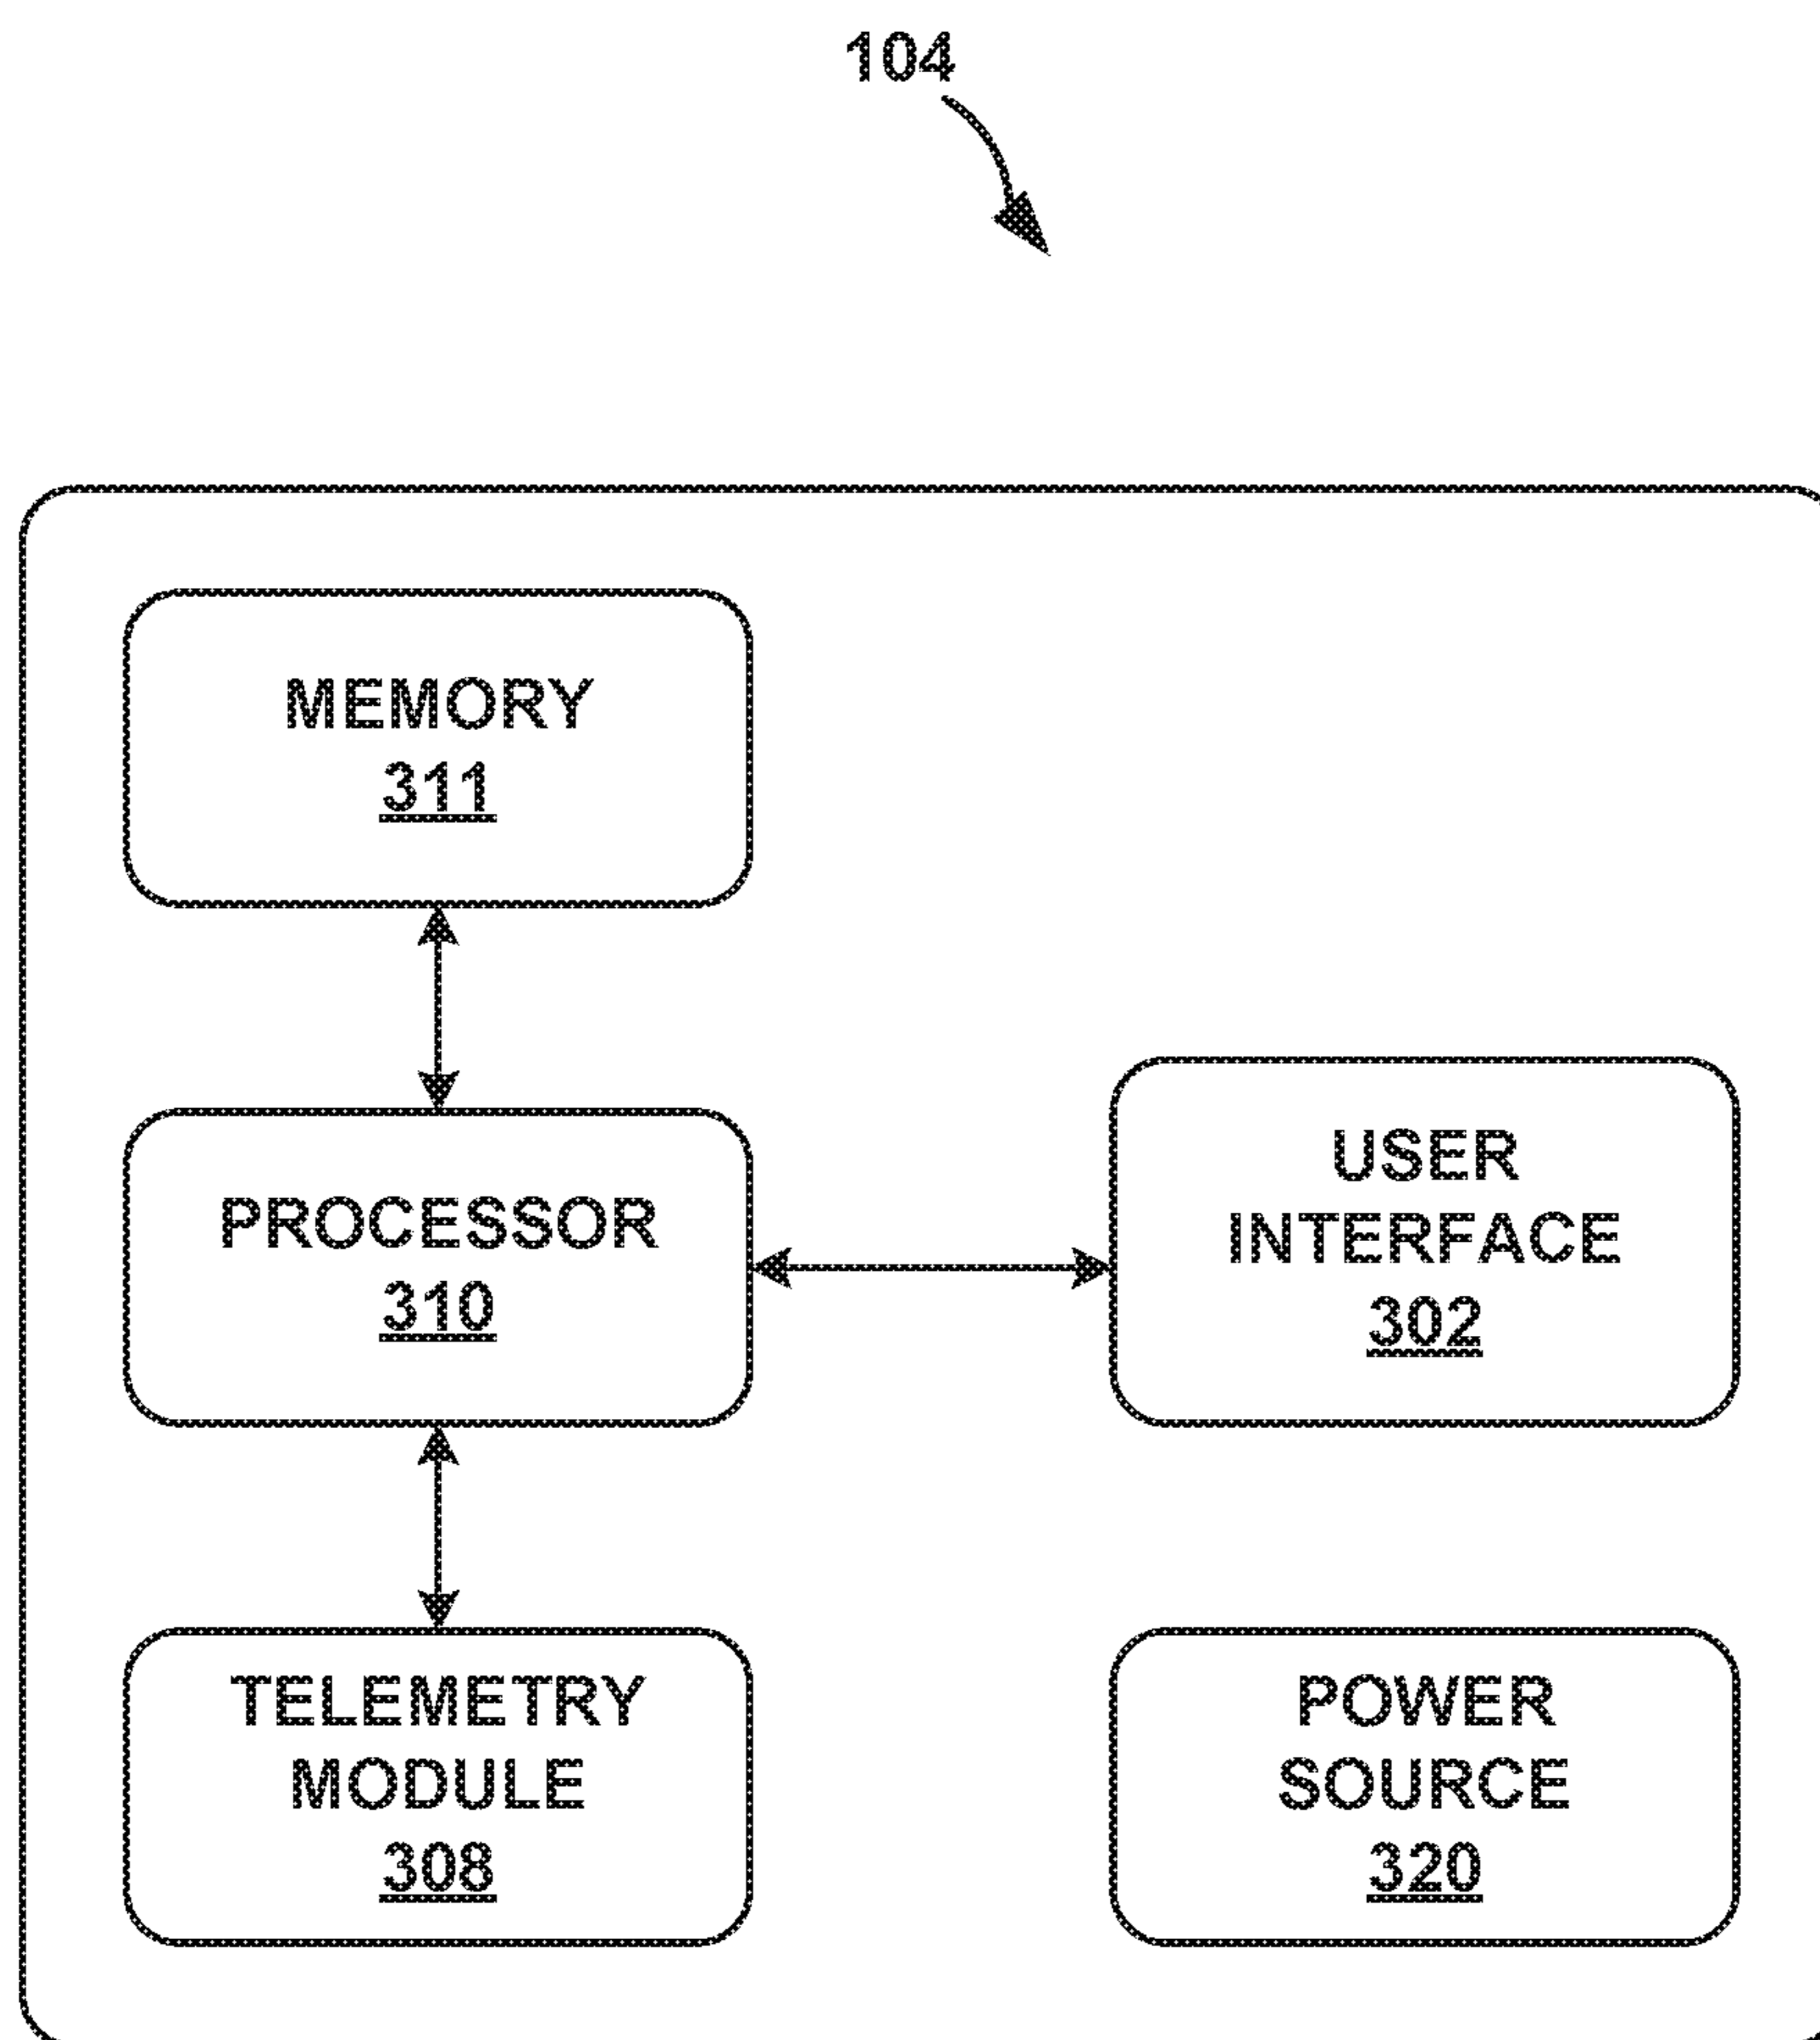 104
MEMORY
311
PROCESSOR
310
USER
INTERFACE
302
TELEMETRY
MODULE
308
POWER
SOURCE
320